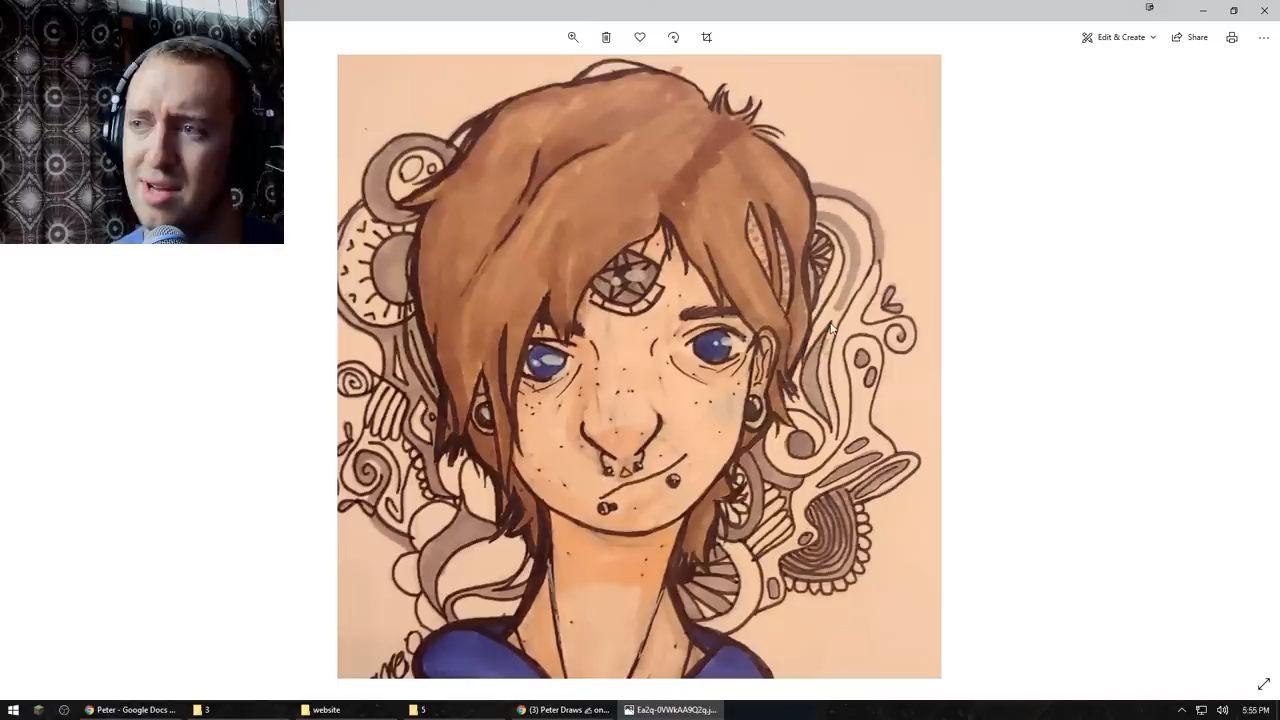 Edit & Create
Share
Peter - Google Docs ...
3
website
5
(3) Peter Draws ✍ on...
Ea2q-0VWkAA9Q2q.j...
5:55 PM